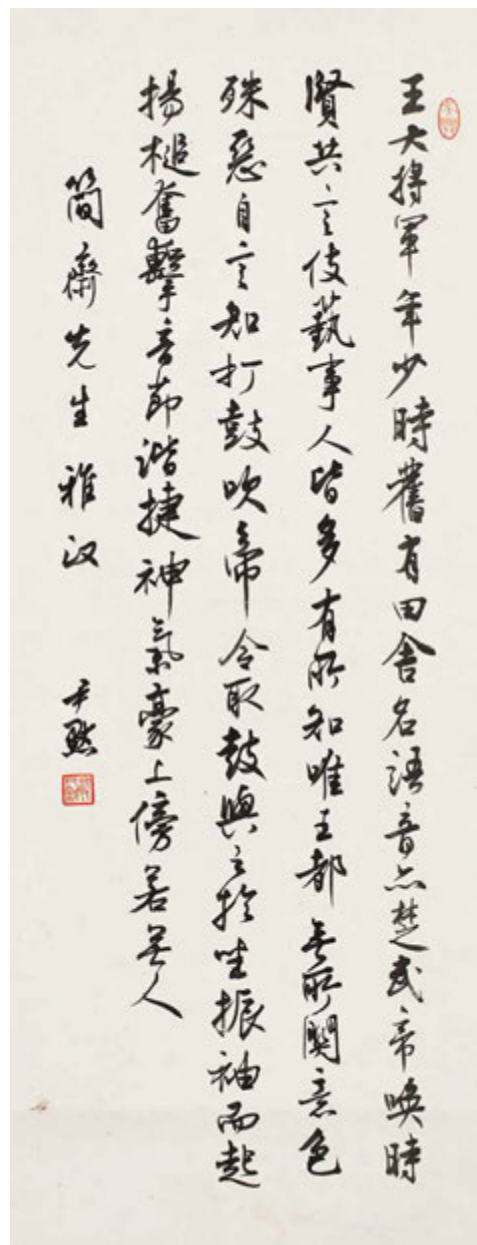 王大將軍年少時舊有田舍名語音亦楚武帝喚時
賢共言伎藝事人皆多有所知唯王都無所關意色
殊惡自言知打鼓吹帝令取鼓與之於坐振袖而起
揚槌奮擊音節諧捷神氣豪上傍若無人
簡齋先生雅正
尹默